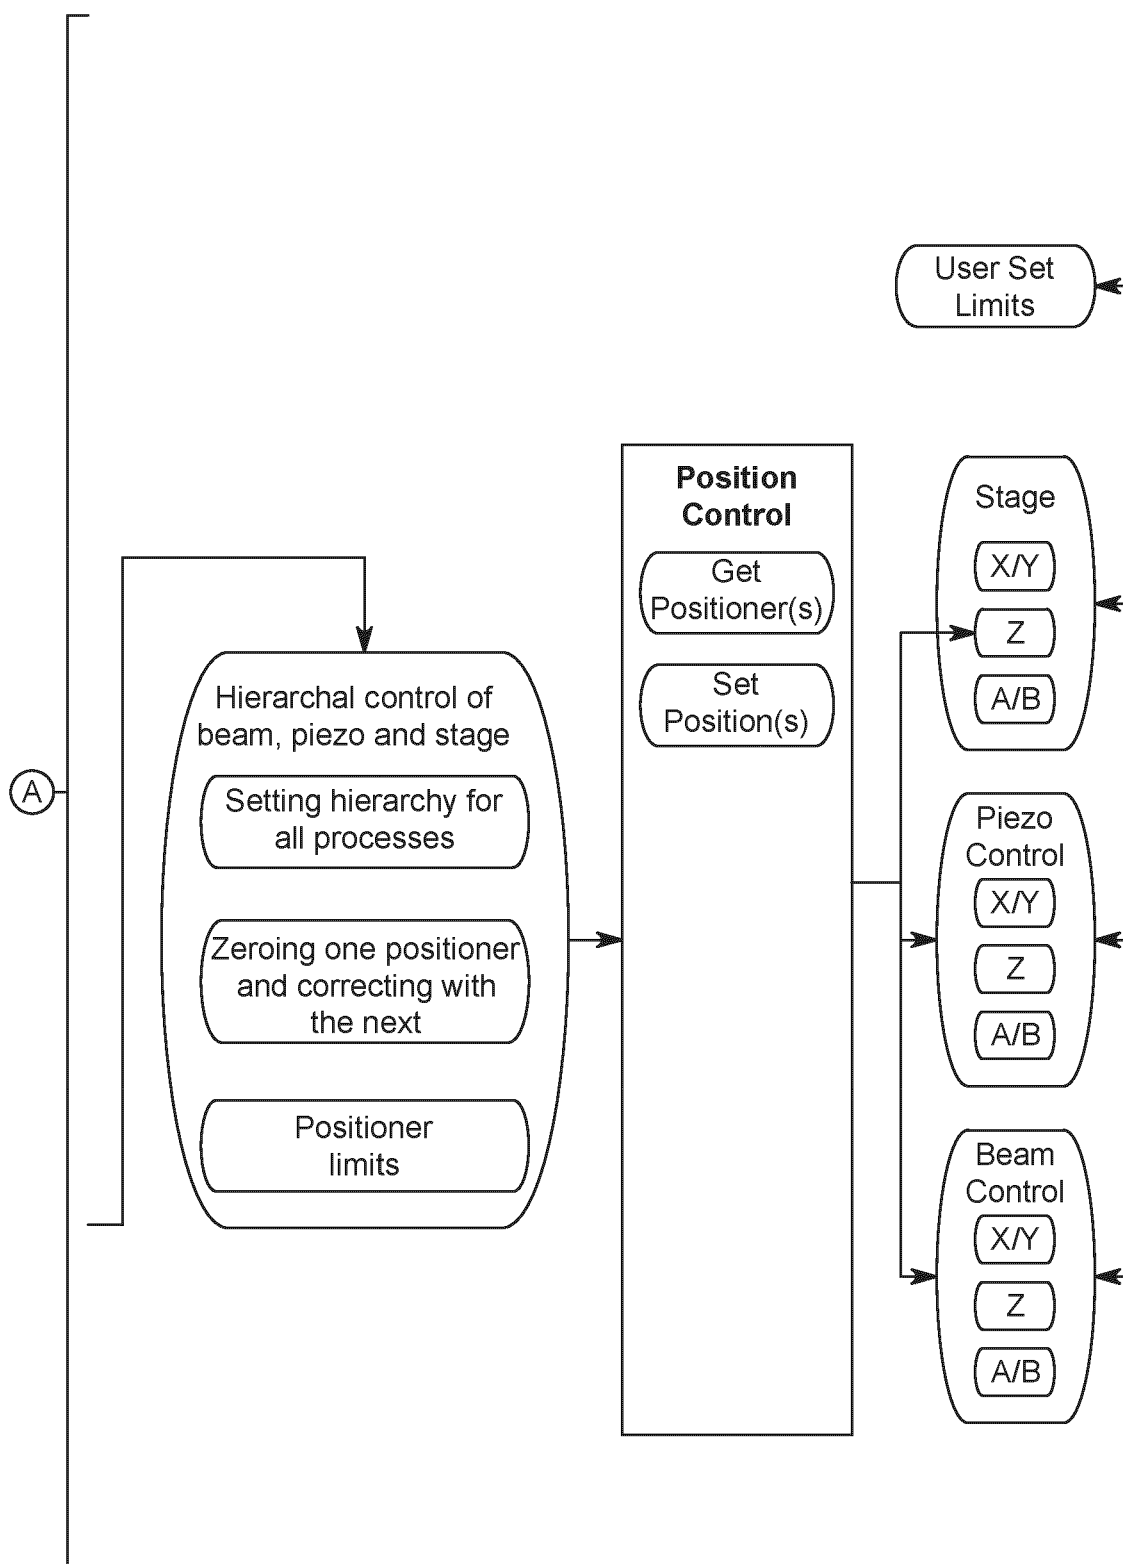 A
Hierarchal control of
beam, piezo and stage
Setting hierarchy for
all processes
Zeroing one positioner
and correcting with
the next
Positioner
limits
Position
Control
Get
Positioner(s)
Set
Position(s)
User Set
Limits
Stage
X/Y
Z
A/B
Piezo
Control
X/Y
Z
A/B
Beam
Control
X/Y
Z
A/B